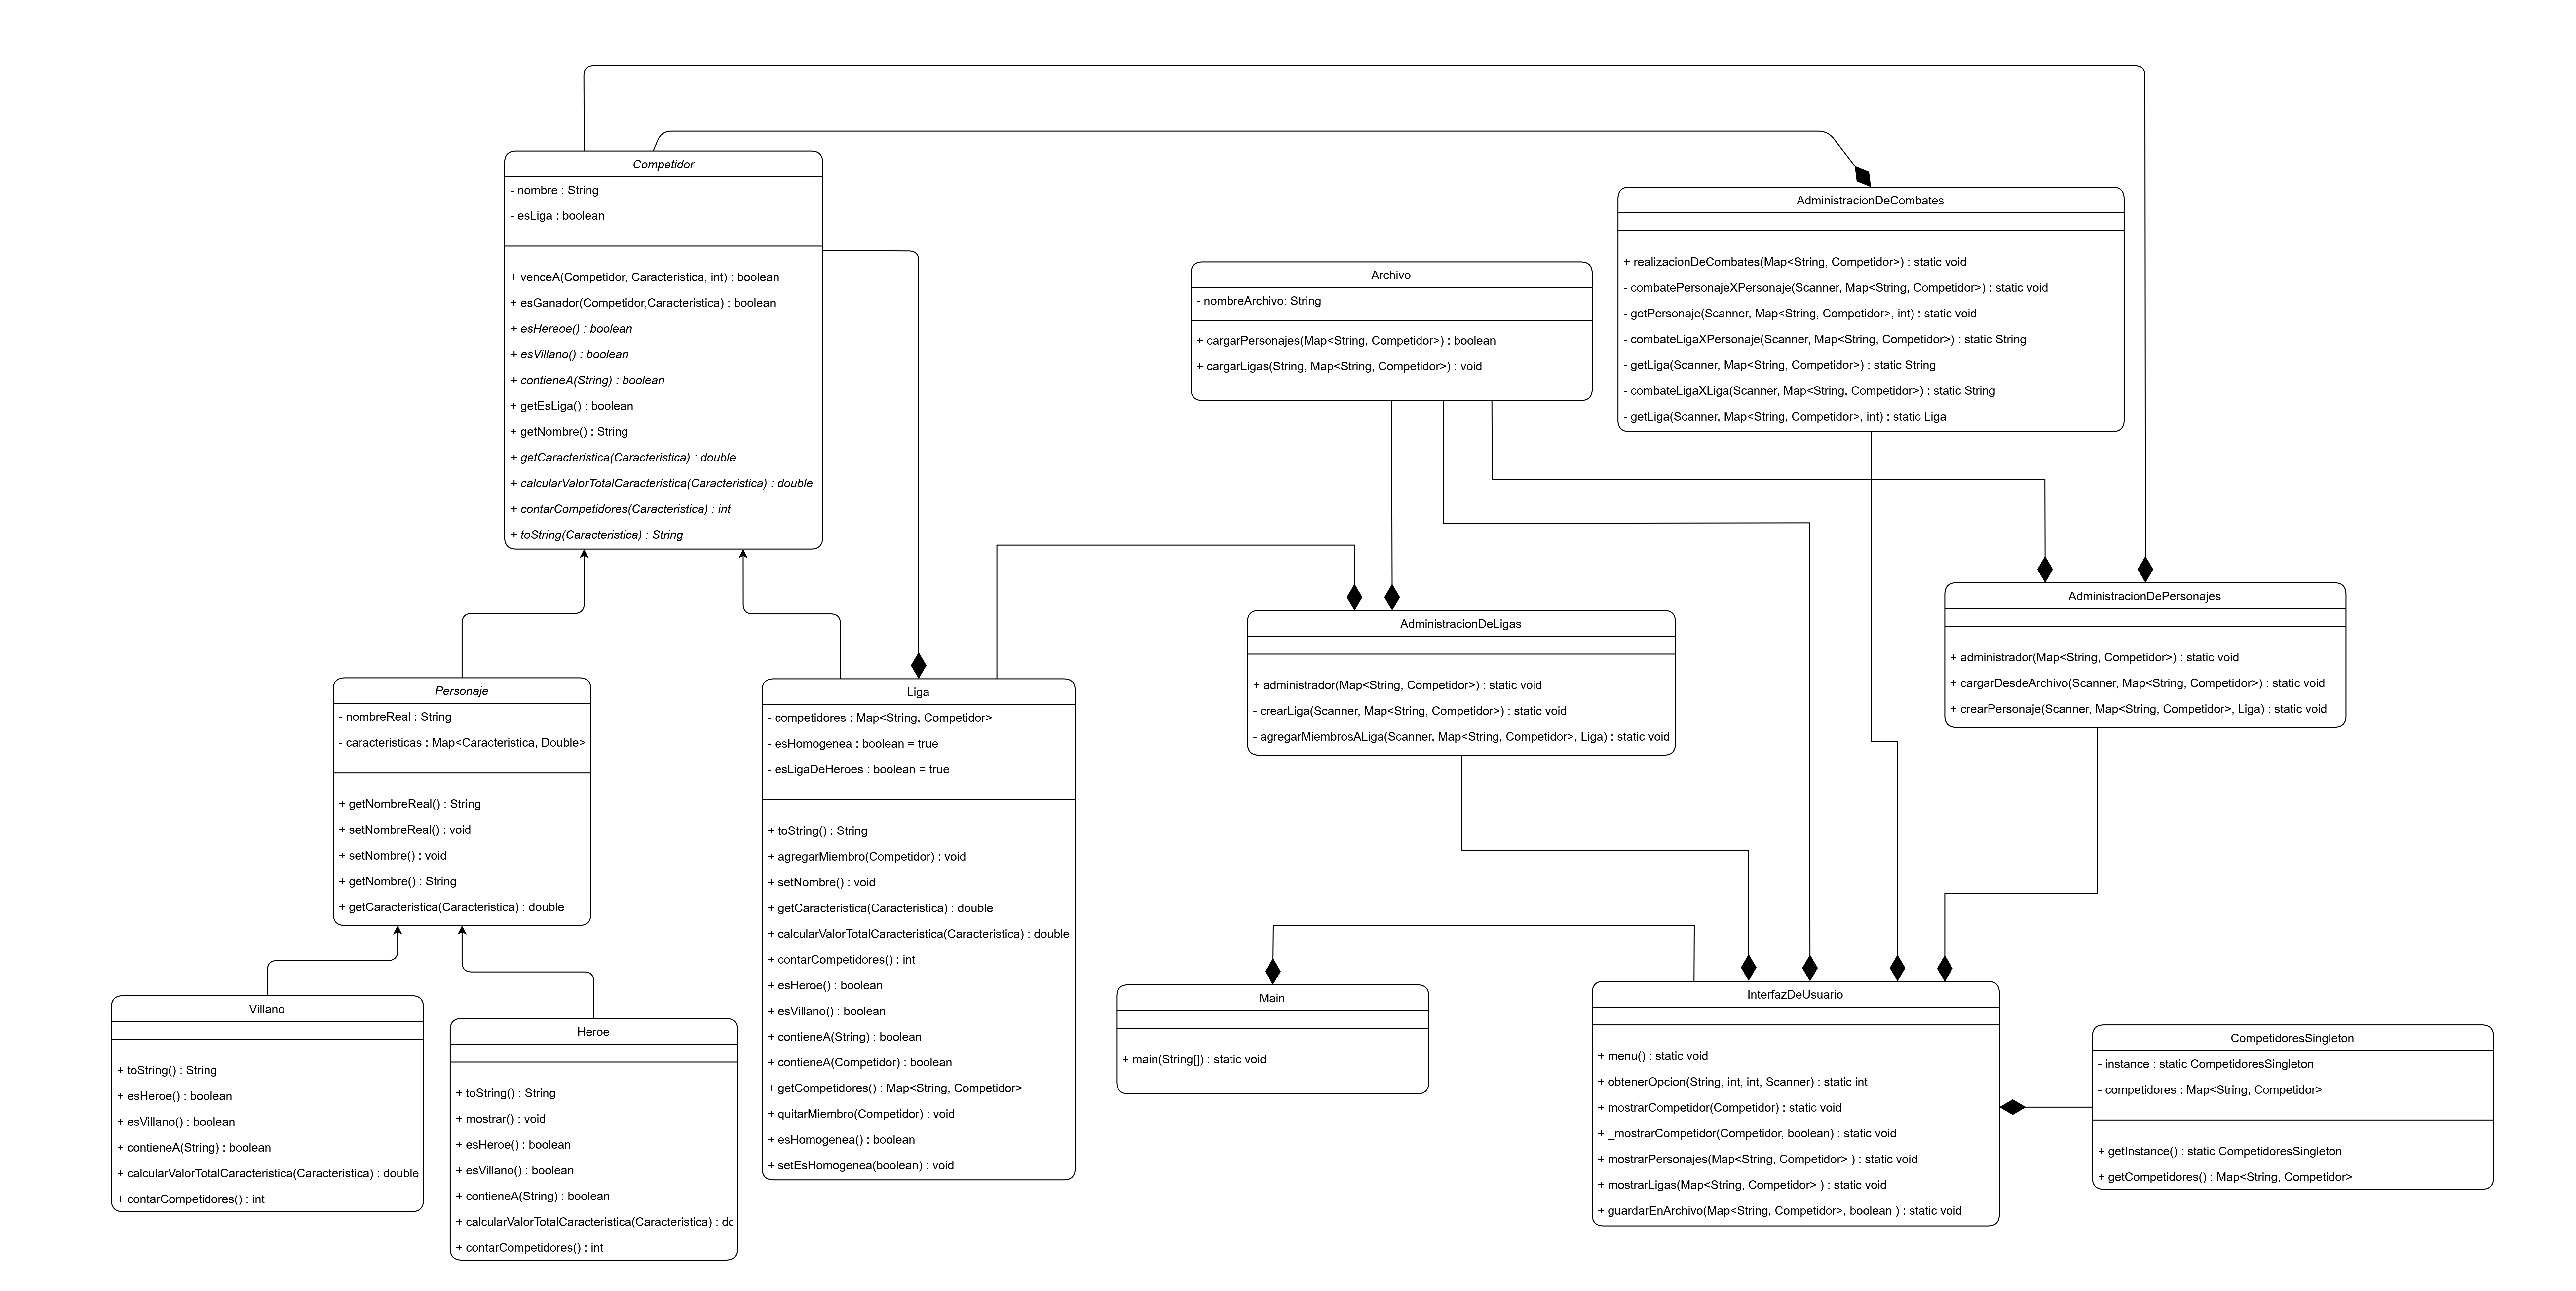 Competidor
- nombre : String
- esLiga : boolean
+ venceA(Competidor, Caracteristica, int) : boolean
+ esGanador(Competidor,Caracteristica) : boolean
+ esHereoe() : boolean
+ esVillano() : boolean
+ contieneA(String) : boolean
+ getEsLiga() : boolean
+ getNombre() : String
+ getCaracteristica(Caracteristica) : double
+ calcularValorTotalCaracteristica(Caracteristica) : double
+ contarCompetidores(Caracteristica) : int
+ toString(Caracteristica) : String
AdministracionDeCombates
+ realizacionDeCombates(Map<String, Competidor>) : static void
- combatePersonajeXPersonaje(Scanner, Map<String, Competidor>) : static void
- getPersonaje(Scanner, Map<String, Competidor>, int) : static void
- combateLigaXPersonaje(Scanner, Map<String, Competidor>) : static String
- getLiga(Scanner, Map<String, Competidor>) : static String
- combateLigaXLiga(Scanner, Map<String, Competidor>) : static String
- getLiga(Scanner, Map<String, Competidor>, int) : static Liga
Archivo
- nombreArchivo: String
+ cargarPersonajes(Map<String, Competidor>) : boolean
+ cargarLigas(String, Map<String, Competidor>) : void
AdministracionDePersonajes
+ administrador(Map<String, Competidor>) : static void
+ cargarDesdeArchivo(Scanner, Map<String, Competidor>) : static void
+ crearPersonaje(Scanner, Map<String, Competidor>, Liga) : static void
AdministracionDeLigas
+ administrador(Map<String, Competidor>) : static void
- crearLiga(Scanner, Map<String, Competidor>) : static void
- agregarMiembrosALiga(Scanner, Map<String, Competidor>, Liga) : static void
Personaje
- nombreReal : String
- caracteristicas : Map<Caracteristica, Double>
+ getNombreReal() : String
+ setNombreReal() : void
+ setNombre() : void
+ getNombre() : String
+ getCaracteristica(Caracteristica) : double
Liga
- competidores : Map<String, Competidor>
- esHomogenea : boolean = true
- esLigaDeHeroes : boolean = true
+ toString() : String
+ agregarMiembro(Competidor) : void
+ setNombre() : void
+ getCaracteristica(Caracteristica) : double
+ calcularValorTotalCaracteristica(Caracteristica) : double
+ contarCompetidores() : int
+ esHeroe() : boolean
+ esVillano() : boolean
+ contieneA(String) : boolean
+ contieneA(Competidor) : boolean
+ getCompetidores() : Map<String, Competidor>
+ quitarMiembro(Competidor) : void
+ esHomogenea() : boolean
+ setEsHomogenea(boolean) : void
Villano
+ toString() : String
+ esHeroe() : boolean
+ esVillano() : boolean
+ contieneA(String) : boolean
+ calcularValorTotalCaracteristica(Caracteristica) : double
+ contarCompetidores() : int
Heroe
+ toString() : String
+ mostrar() : void
+ esHeroe() : boolean
+ esVillano() : boolean
+ contieneA(String) : boolean
+ calcularValorTotalCaracteristica(Caracteristica) :
+ contarCompetidores() : int
Main
+ main(String[]) : static void
InterfazDeUsuario
+ menu() : static void
+ obtenerOpcion(String, int, int, Scanner) : static int
+ mostrarCompetidor(Competidor) : static void
+ _mostrarCompetidor(Competidor, boolean) : static void
+ mostrarPersonajes(Map<String, Competidor> ) : static void
+ mostrarLigas(Map<String, Competidor> ) : static void
+ guardarEnArchivo(Map<String, Competidor>, boolean ) : static void
CompetidoresSingleton
- instance : static CompetidoresSingleton
- competidores : Map<String, Competidor>
+ getInstance() : static CompetidoresSingleton
+ getCompetidores() : Map<String, Competidor>